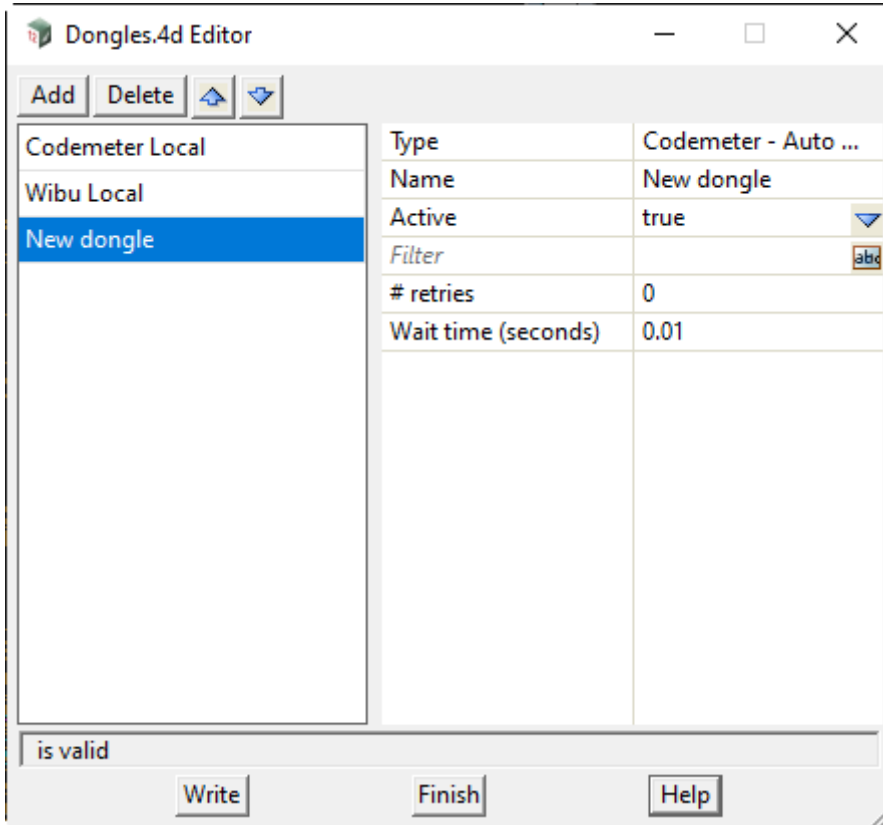 Dongles.4d Editor
Add Delete
Codemeter Local
Wibu Local
New dongle
Type Codemeter - Auto ...
Name New dongle
Active true
Filter abc
# retries 0
Wait time (seconds) 0.01
is valid
Write Finish Help